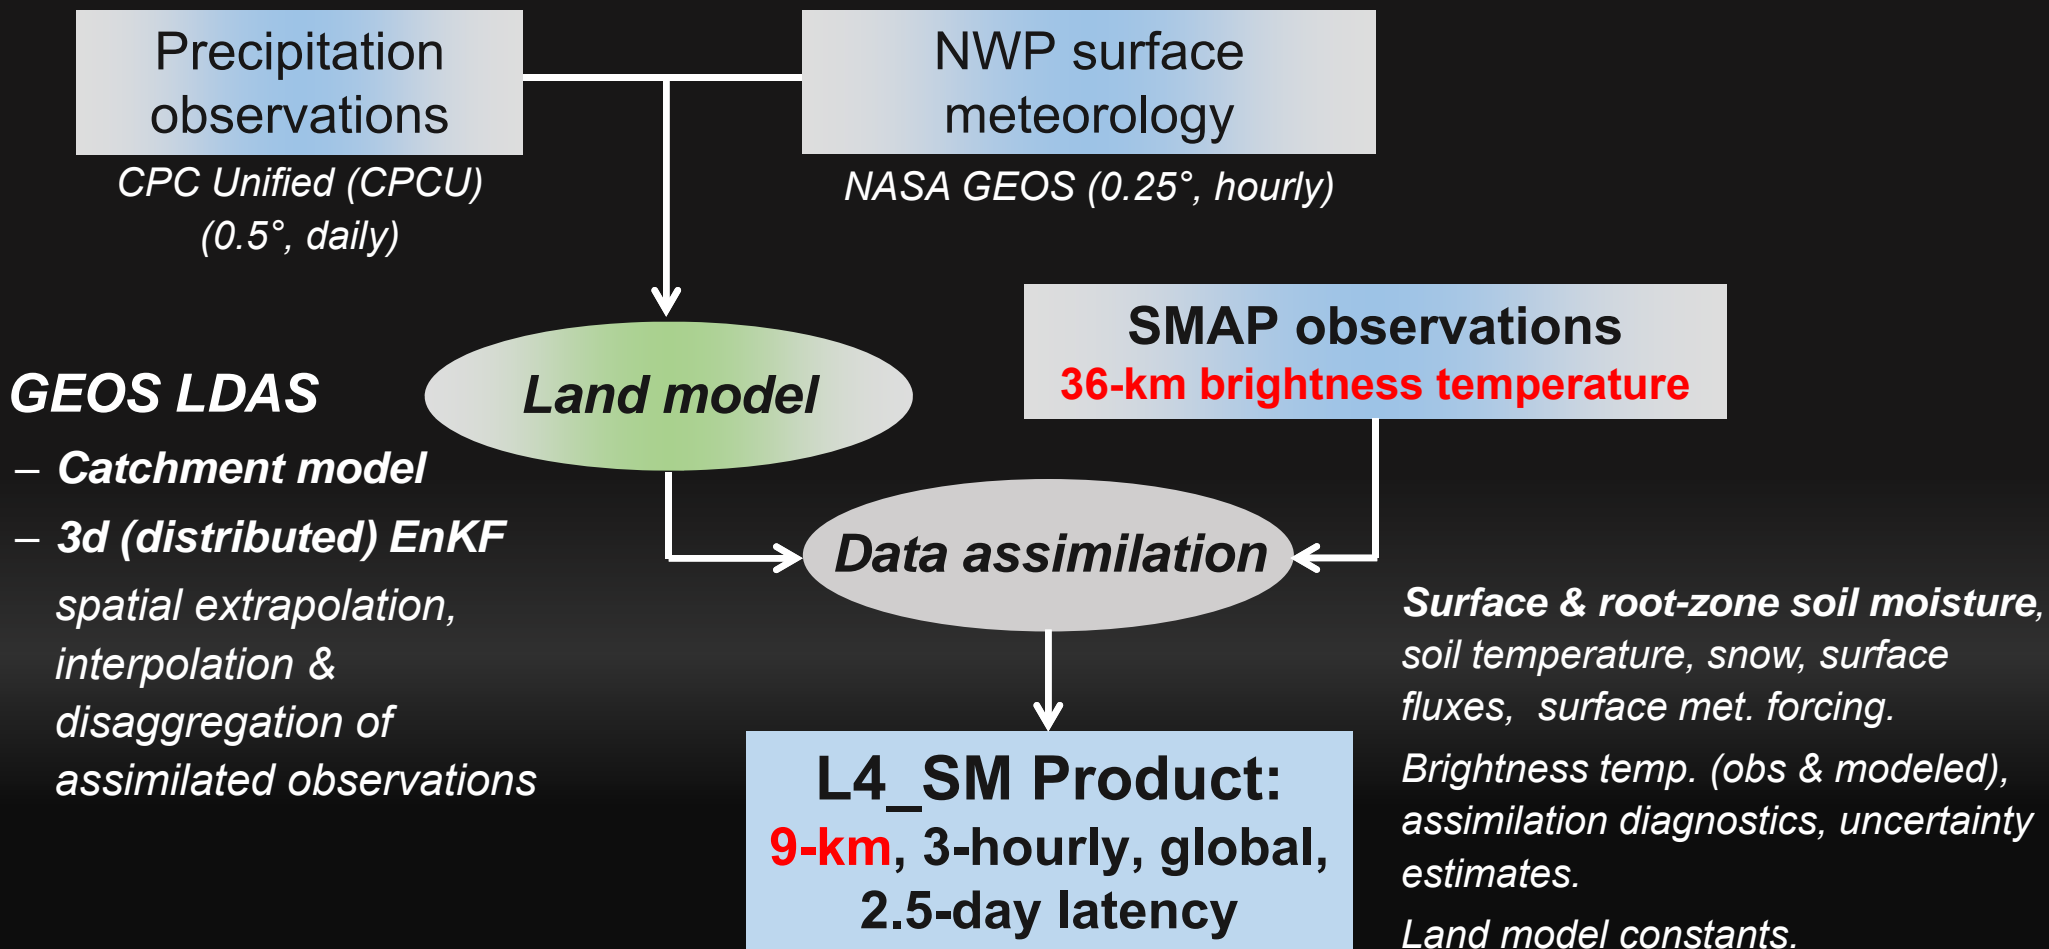 Precipitation
observations
CPC Unified (CPCU)
(0.5°, daily)
NWP surface
meteorology
NASA GEOS (0.25°, hourly)
SMAP observations
36-km brightness temperature
Land model
GEOS LDAS
– Catchment model
– 3d (distributed) EnKF
spatial extrapolation,
interpolation &
disaggregation of
assimilated observations
Data assimilation
L4_SM Product:
9-km, 3-hourly, global,
2.5-day latency
Surface & root-zone soil moisture,
soil temperature, snow, surface
fluxes, surface met. forcing.
Brightness temp. (obs & modeled),
assimilation diagnostics, uncertainty
estimates.
Land model constants.